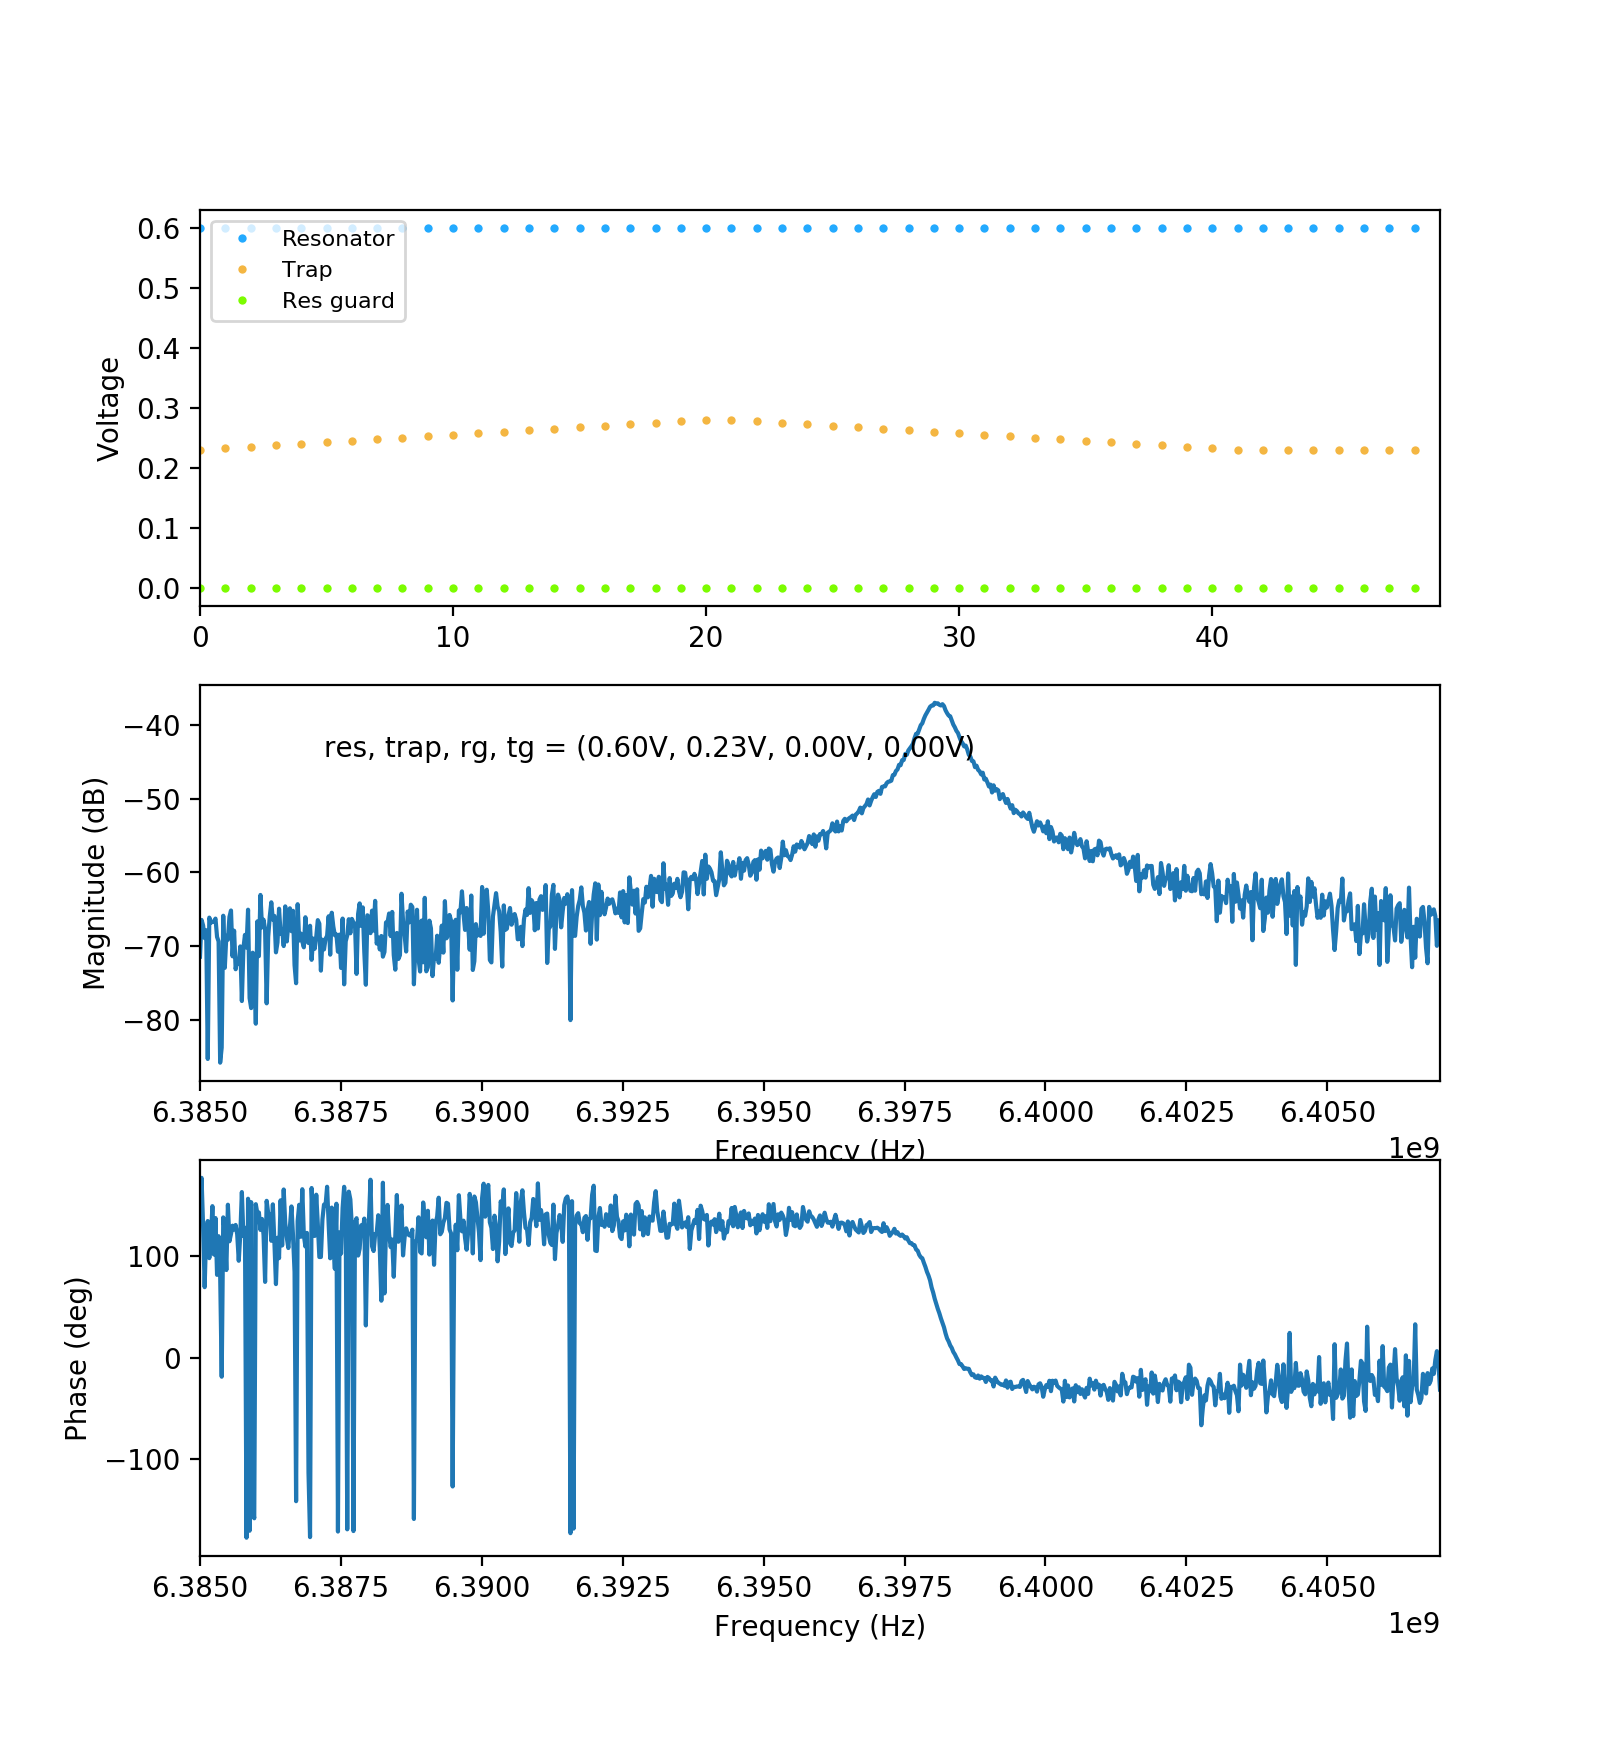 0.6
0.5
0.4
0.3
0.2
0.1
0.0
Voltage
Resonator
Trap
Res guard
0 10 20 30 40
−40
−50
−60
−70
−80
Magnitude (dB)
res, trap, rg, tg = (0.60V, 0.23V, 0.00V, 0.00V)
6.3850 6.3875 6.3900 6.3925 6.3950 6.3975 6.4000 6.4025 6.4050
Frequency (Hz)
1e9
100
0
−100
Phase (deg)
6.3850 6.3875 6.3900 6.3925 6.3950 6.3975 6.4000 6.4025 6.4050
Frequency (Hz)
1e9